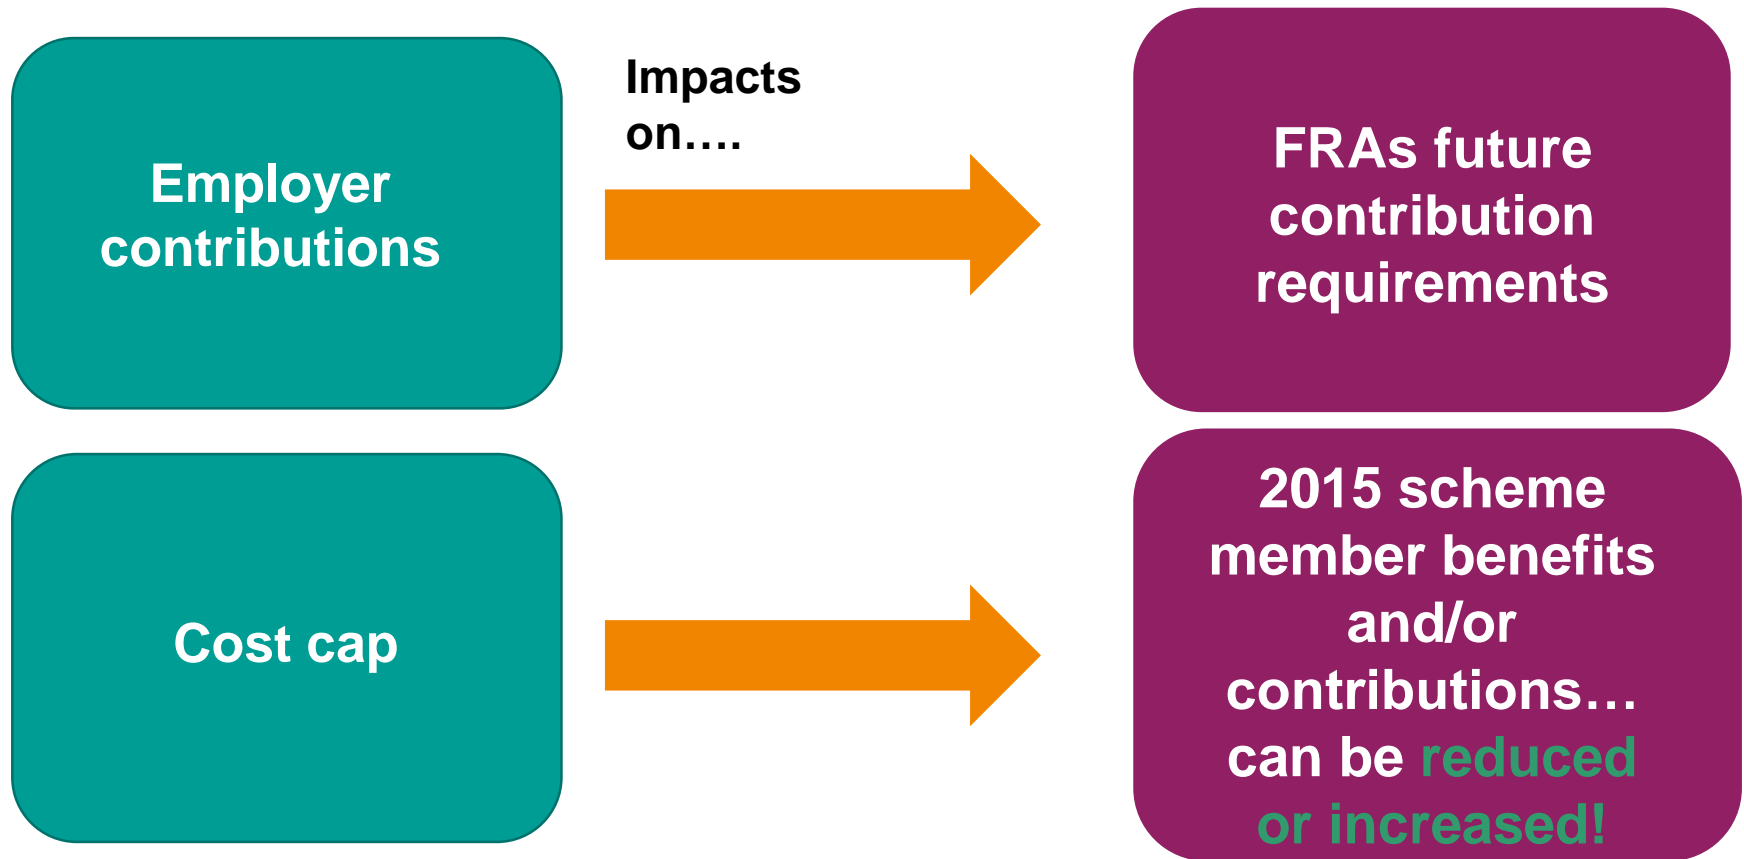 Employer
contributions
Impacts
on….
FRAs future
contribution
requirements
Cost cap
2015 scheme
member benefits
and/or
contributions…
can be reduced
or increased!